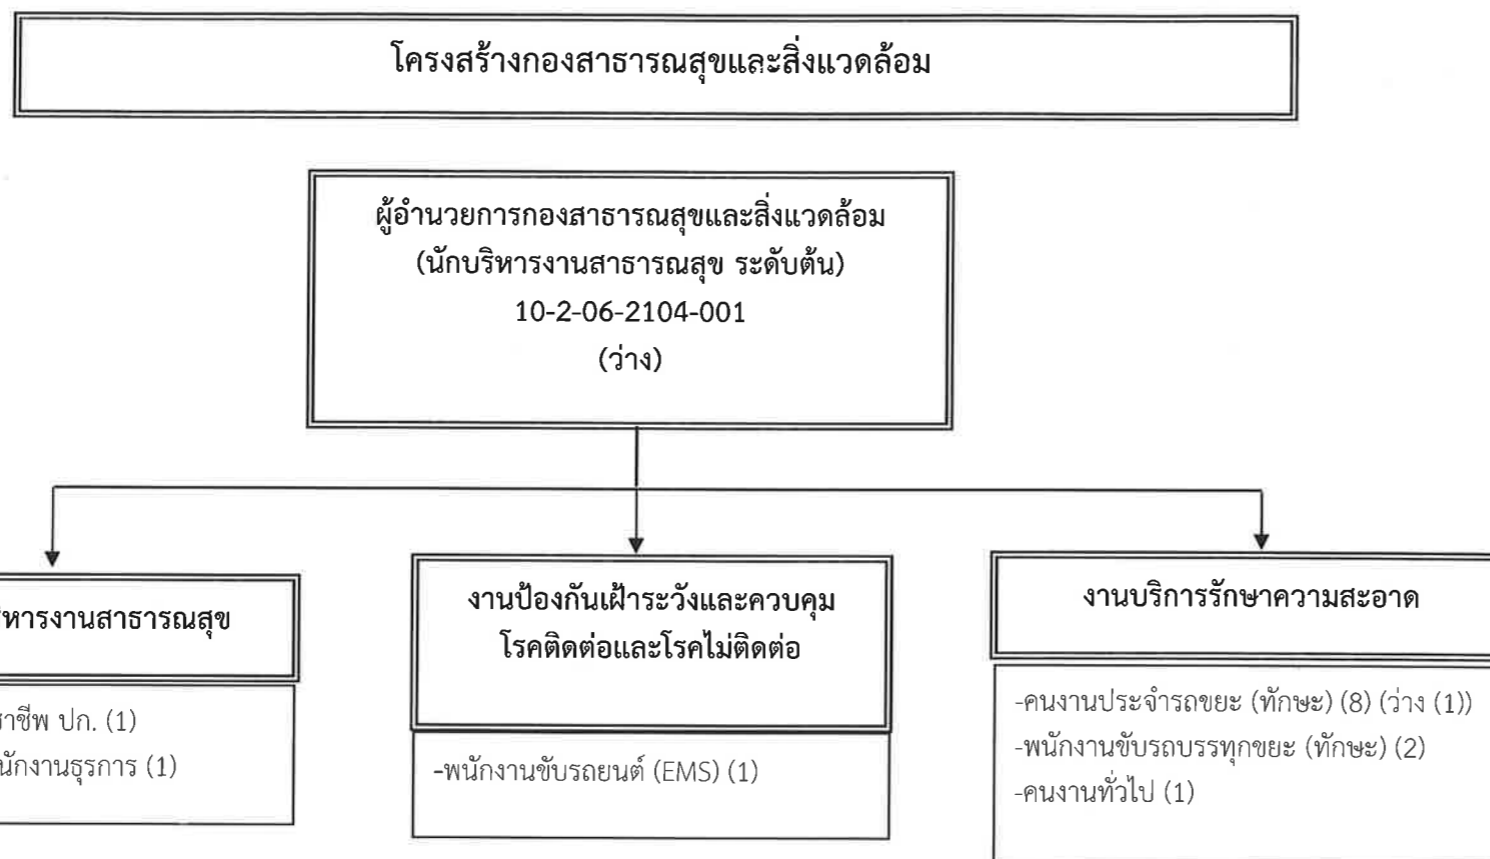 โครงสร้างกองสาธารณสุขและสิ่งแวดล้อม
ผู้อำนวยการกองสาธารณสุขและสิ่งแวดล้อม
(นักบริหารงานสาธารณสุข ระดับต้น)
10-2-06-2104-001
(ว่าง)
หารงานสาธารณสุข
าชีพ ปก. (1)
นักงานธุรการ (1)
งานป้องกันเฝ้าระวังและควบคุม
โรคติดต่อและโรคไม่ติดต่อ
-พนักงานขับรถยนต์ (EMS) (1)
งานบริการรักษาความสะอาด
-คนงานประจำรถขยะ (ทักษะ) (8) (ว่าง (1))
-พนักงานขับรถบรรทุกขยะ (ทักษะ) (2)
-คนงานทั่วไป (1)